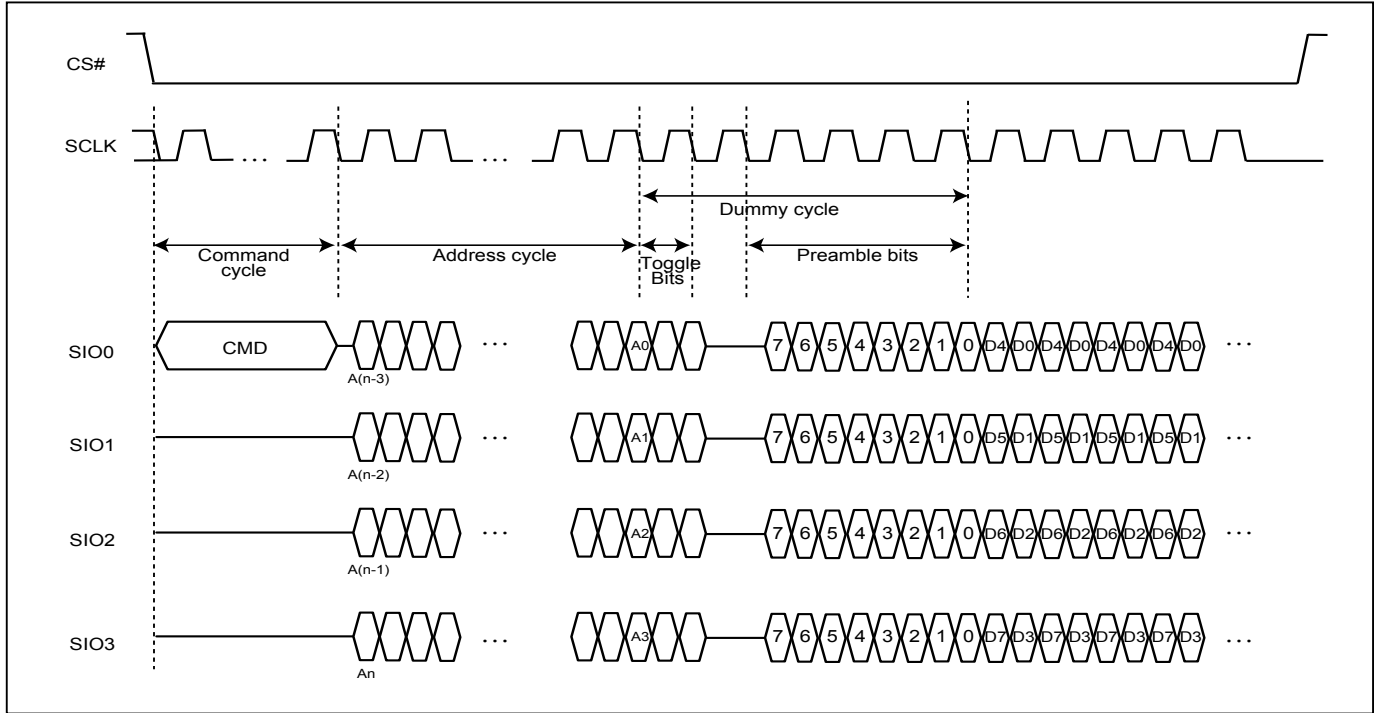 CS#
SCLK ... ...
Dummy cycle
Command cycle
Address cycle
Toggle Bits
Preamble bits
SIO0 CMD ... A0 7 6 5 4 3 2 1 0 D4 D0 D4 D0 D4 D0 D4 D0 ...
A(n-3)
SIO1 ... A1 7 6 5 4 3 2 1 0 D5 D1 D5 D1 D5 D1 D5 D1 ...
A(n-2)
SIO2 ... A2 7 6 5 4 3 2 1 0 D6 D2 D6 D2 D6 D2 D6 D2 ...
A(n-1)
SIO3 ... A3 7 6 5 4 3 2 1 0 D7 D3 D7 D3 D7 D3 D7 D3 ...
An